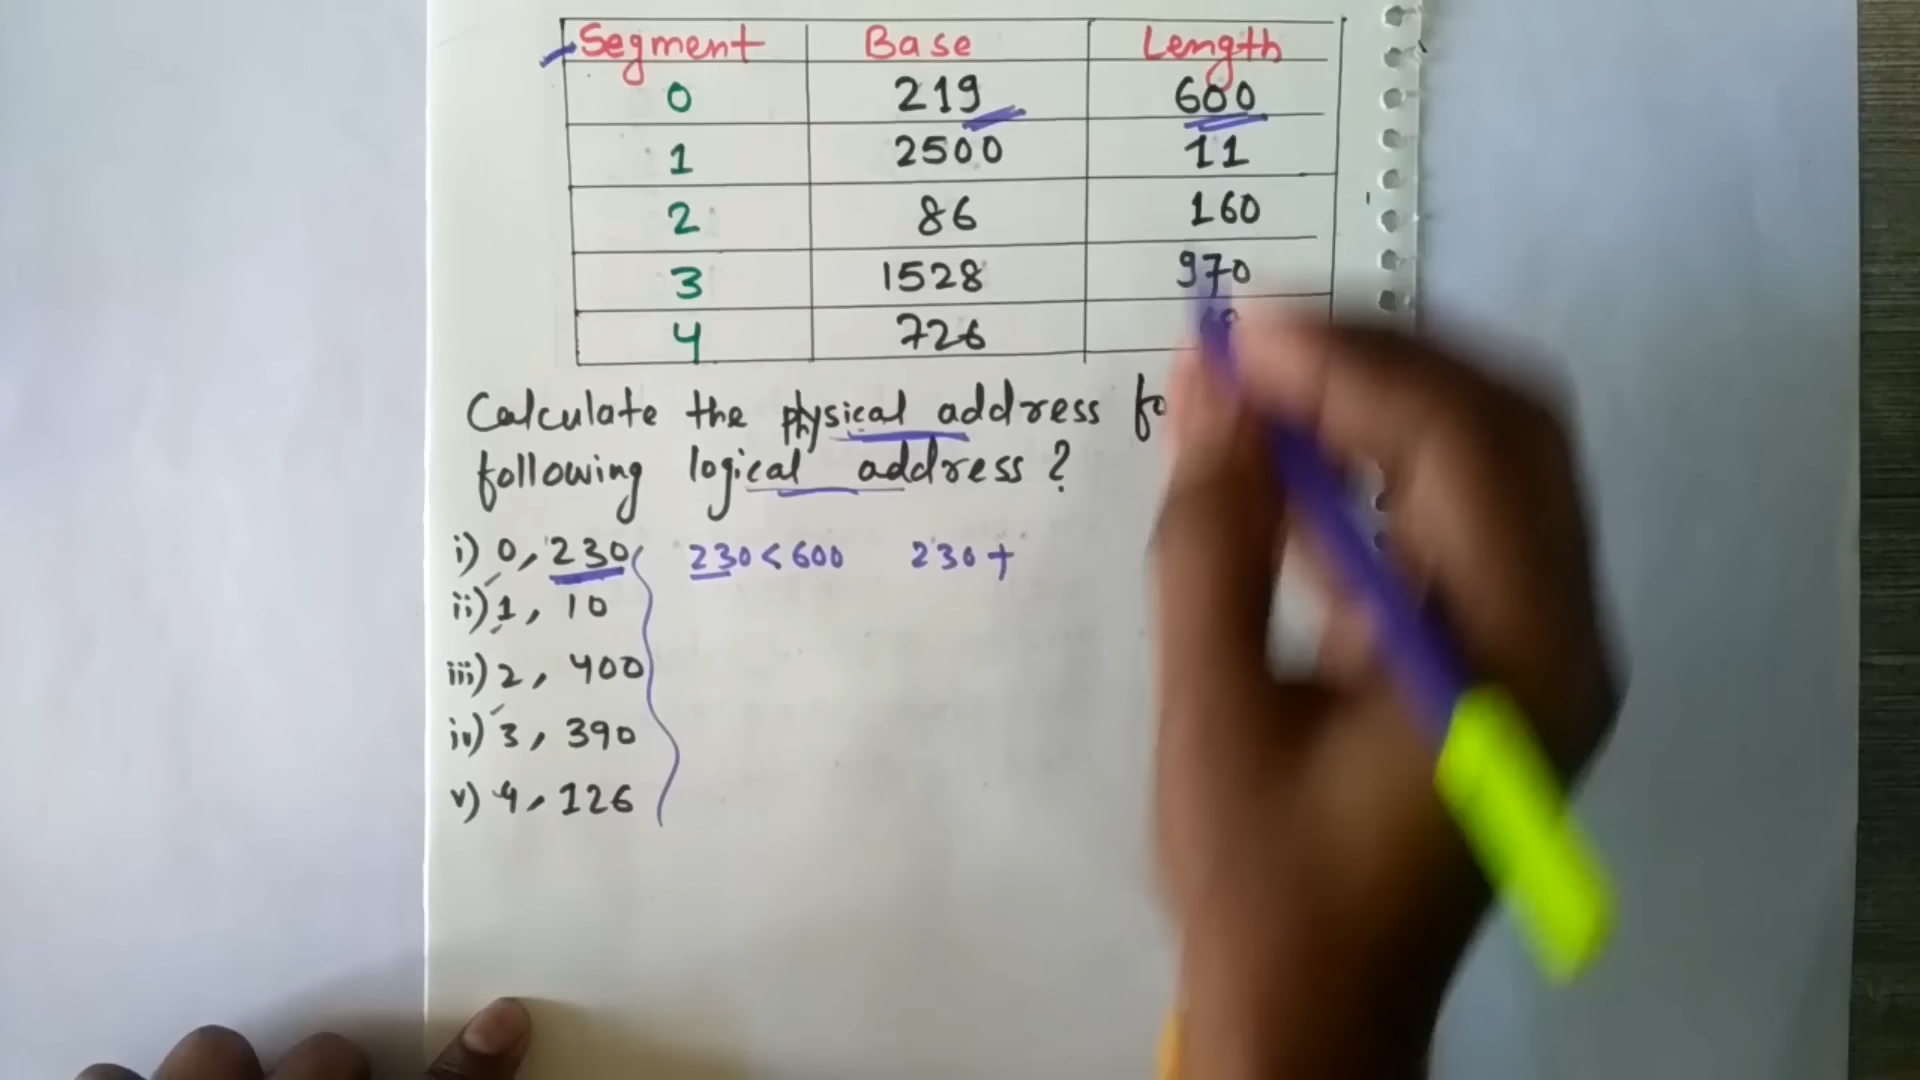 Segment Base Length
0 219 600
1 2500 11
2 86 160
3 1528 970
4 726
Calculate the physical address
following logical address ?
i) 0, 230 230 < 600 230 +
ii) 1, 10
iii) 2, 400
iv) 3, 390
v) 4, 126